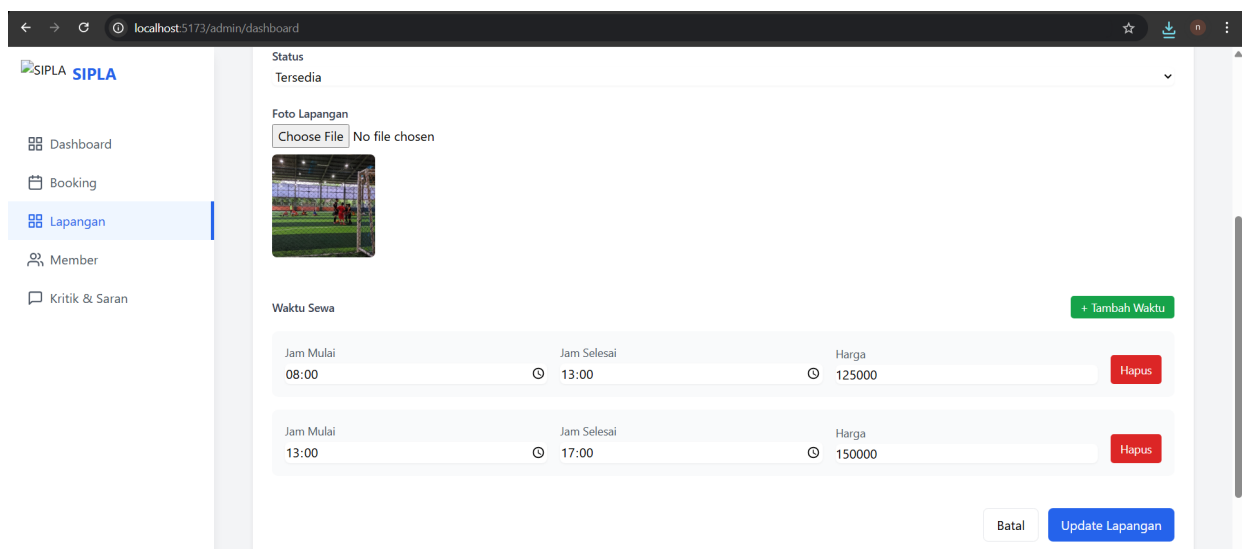 localhost:5173/admin/dashboard
n
SIPLA SIPLA
Dashboard
Booking
Lapangan
Member
Kritik & Saran
Status
Tersedia
Foto Lapangan
Choose File No file chosen
Waktu Sewa
+ Tambah Waktu
Jam Mulai Jam Selesai Harga
08:00 13:00 125000 Hapus
Jam Mulai Jam Selesai Harga
13:00 17:00 150000 Hapus
Batal Update Lapangan